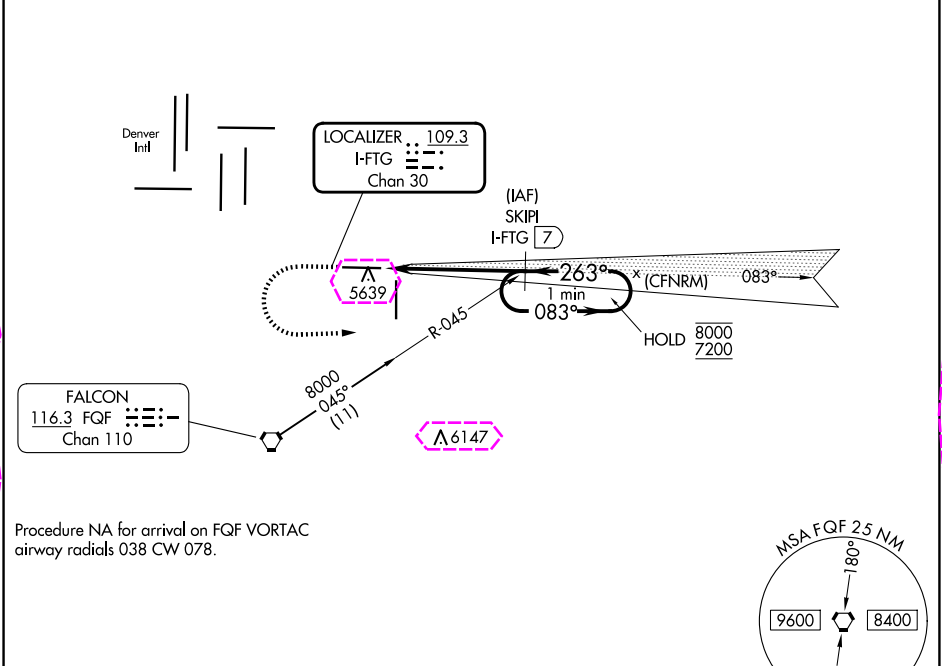 Denver
Intl
LOCALIZER 109.3
I-FTG
Chan 30
(IAF)
SKIPI
I-FTG 7
263°
x (CFNRM)
083°
1 min
083°
5639
HOLD 8000
7200
R-045
8000
045°
(11)
FALCON
116.3 FQF
Chan 110
6147
Procedure NA for arrival on FQF VORTAC
airway radials 038 CW 078.
MSA FQF 25 NM
180°
9600
8400